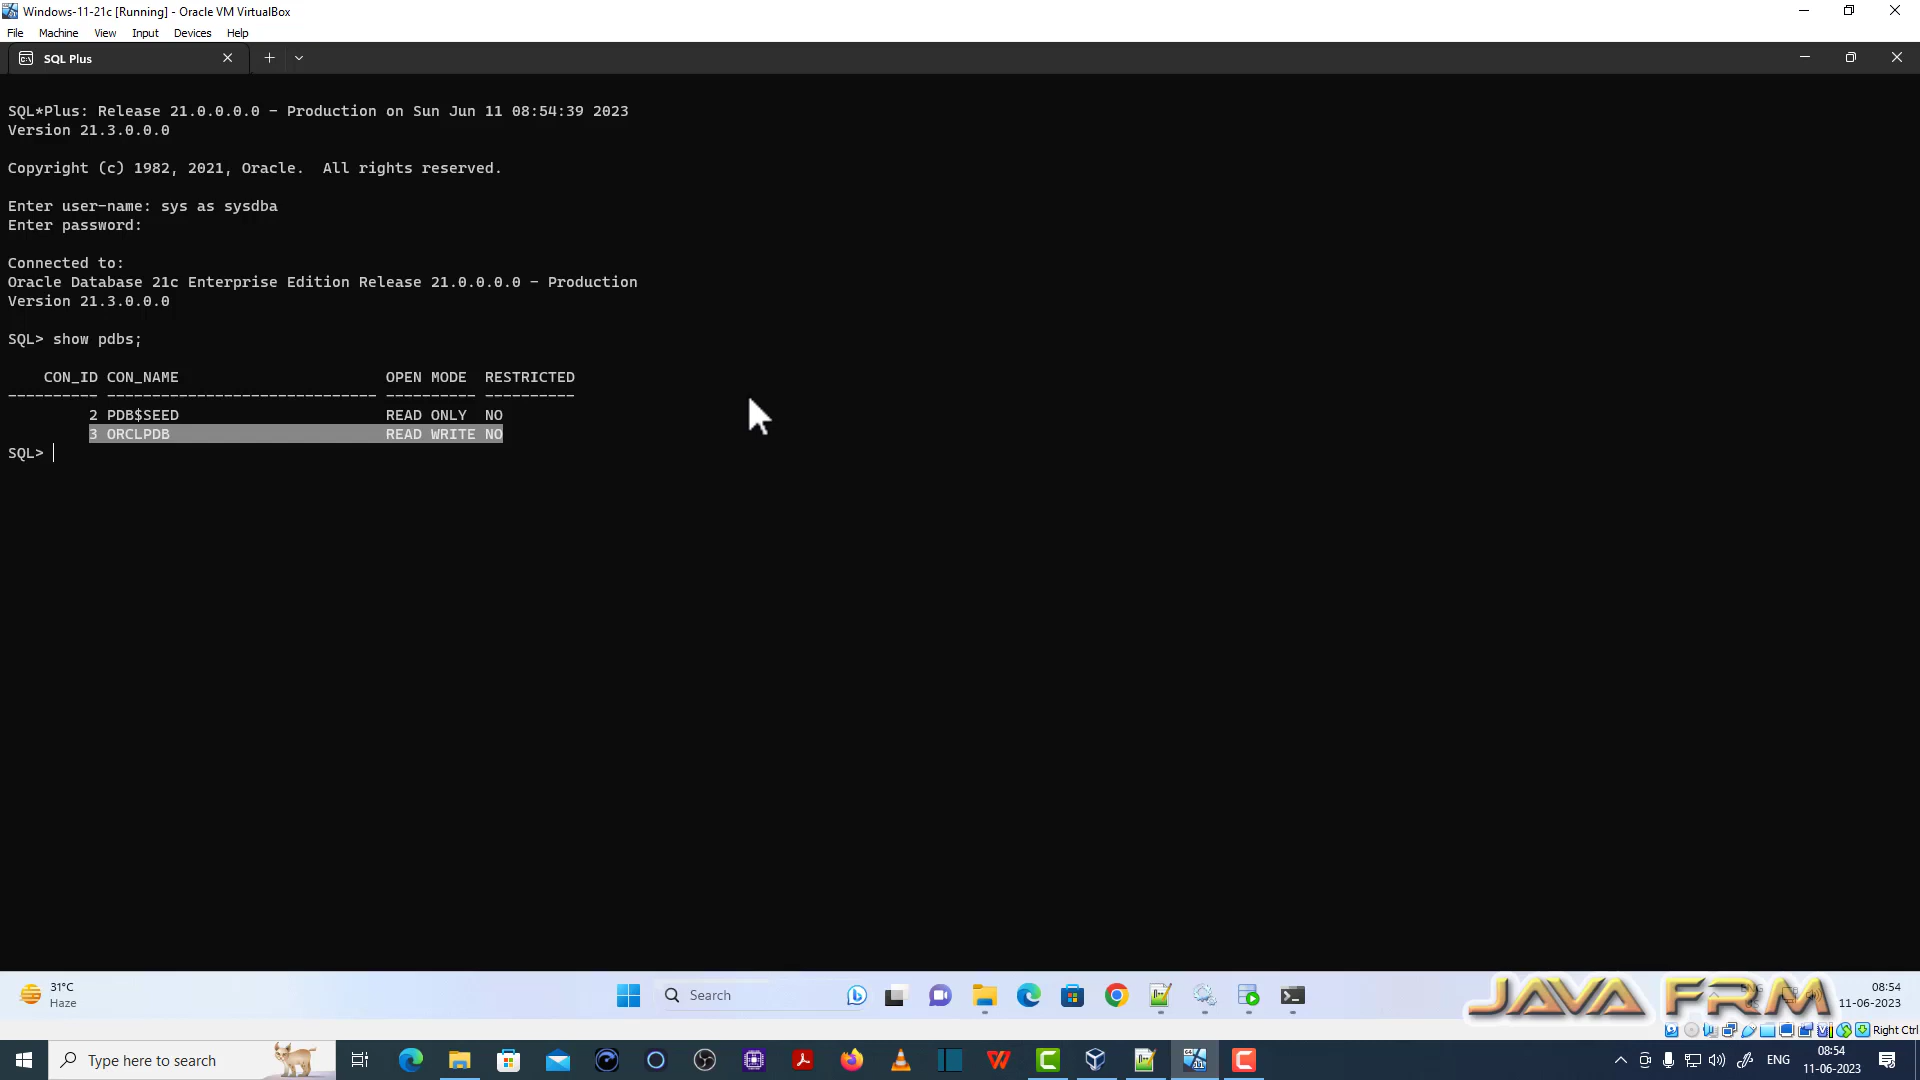 Windows-11-21c [Running] - Oracle VM VirtualBox
File Machine View Input Devices Help
SQL Plus
SQL*Plus: Release 21.0.0.0.0 - Production on Sun Jun 11 08:54:39 2023
Version 21.3.0.0.0
Copyright (c) 1982, 2021, Oracle.  All rights reserved.
Enter user-name: sys as sysdba
Enter password:
Connected to:
Oracle Database 21c Enterprise Edition Release 21.0.0.0.0 - Production
Version 21.3.0.0.0
SQL> show pdbs;
CON_ID CON_NAME OPEN MODE RESTRICTED
---------- ------------------------------ ---------- ----------
2 PDB$SEED READ ONLY NO
3 ORCLPDB READ WRITE NO
SQL>
31°C
Haze
Search
JAVA FRM
08:54
11-06-2023
Right Ctrl
Type here to search
ENG
08:54
11-06-2023